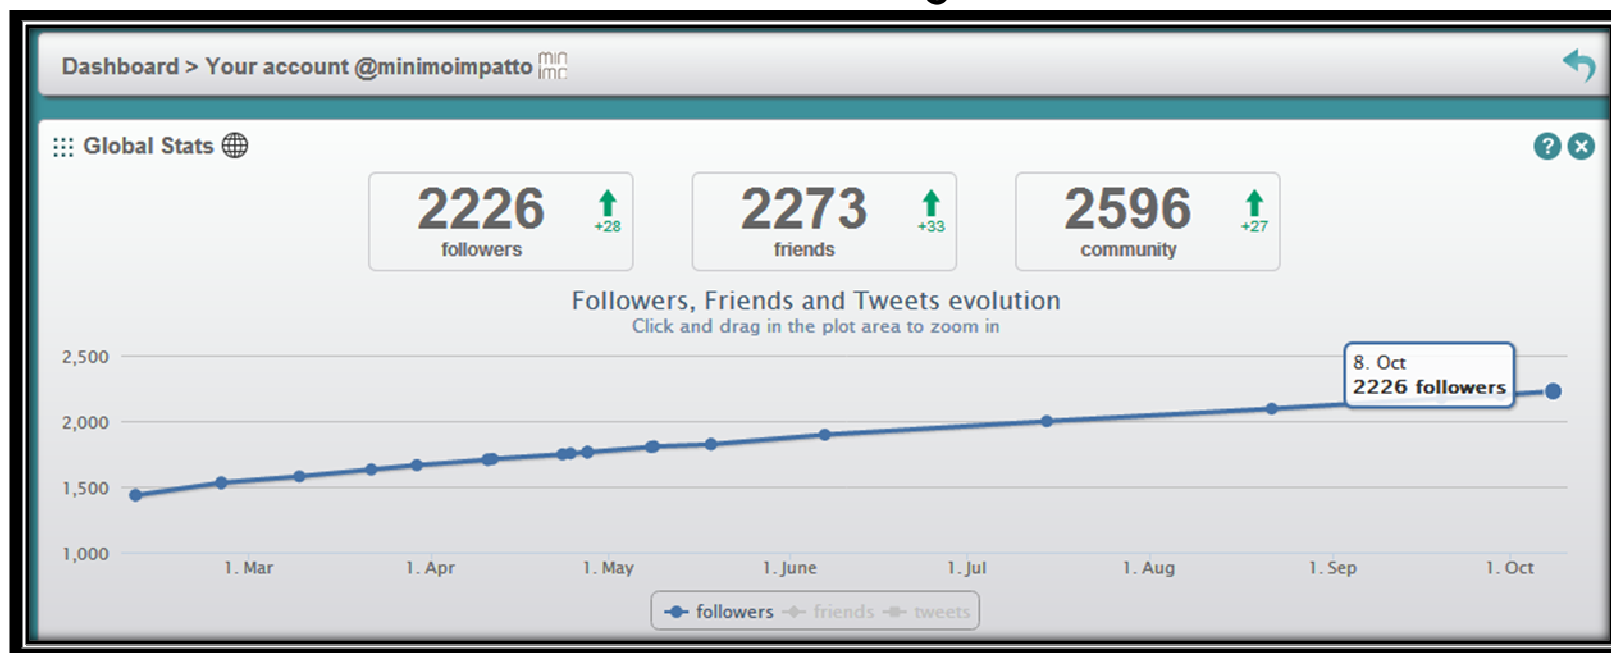 Dashboard > Your account @minimoimpatto
Global Stats
?
2226
+28
followers
2273
+33
friends
2596
+27
community
Followers, Friends and Tweets evolution
Click and drag in the plot area to zoom in
2,500
2,000
1,500
1,000
8. Oct
2226 followers
1. Mar
1. Apr
1. May
1. June
1. Jul
1. Aug
1. Sep
1. Oct
followers
friends
tweets